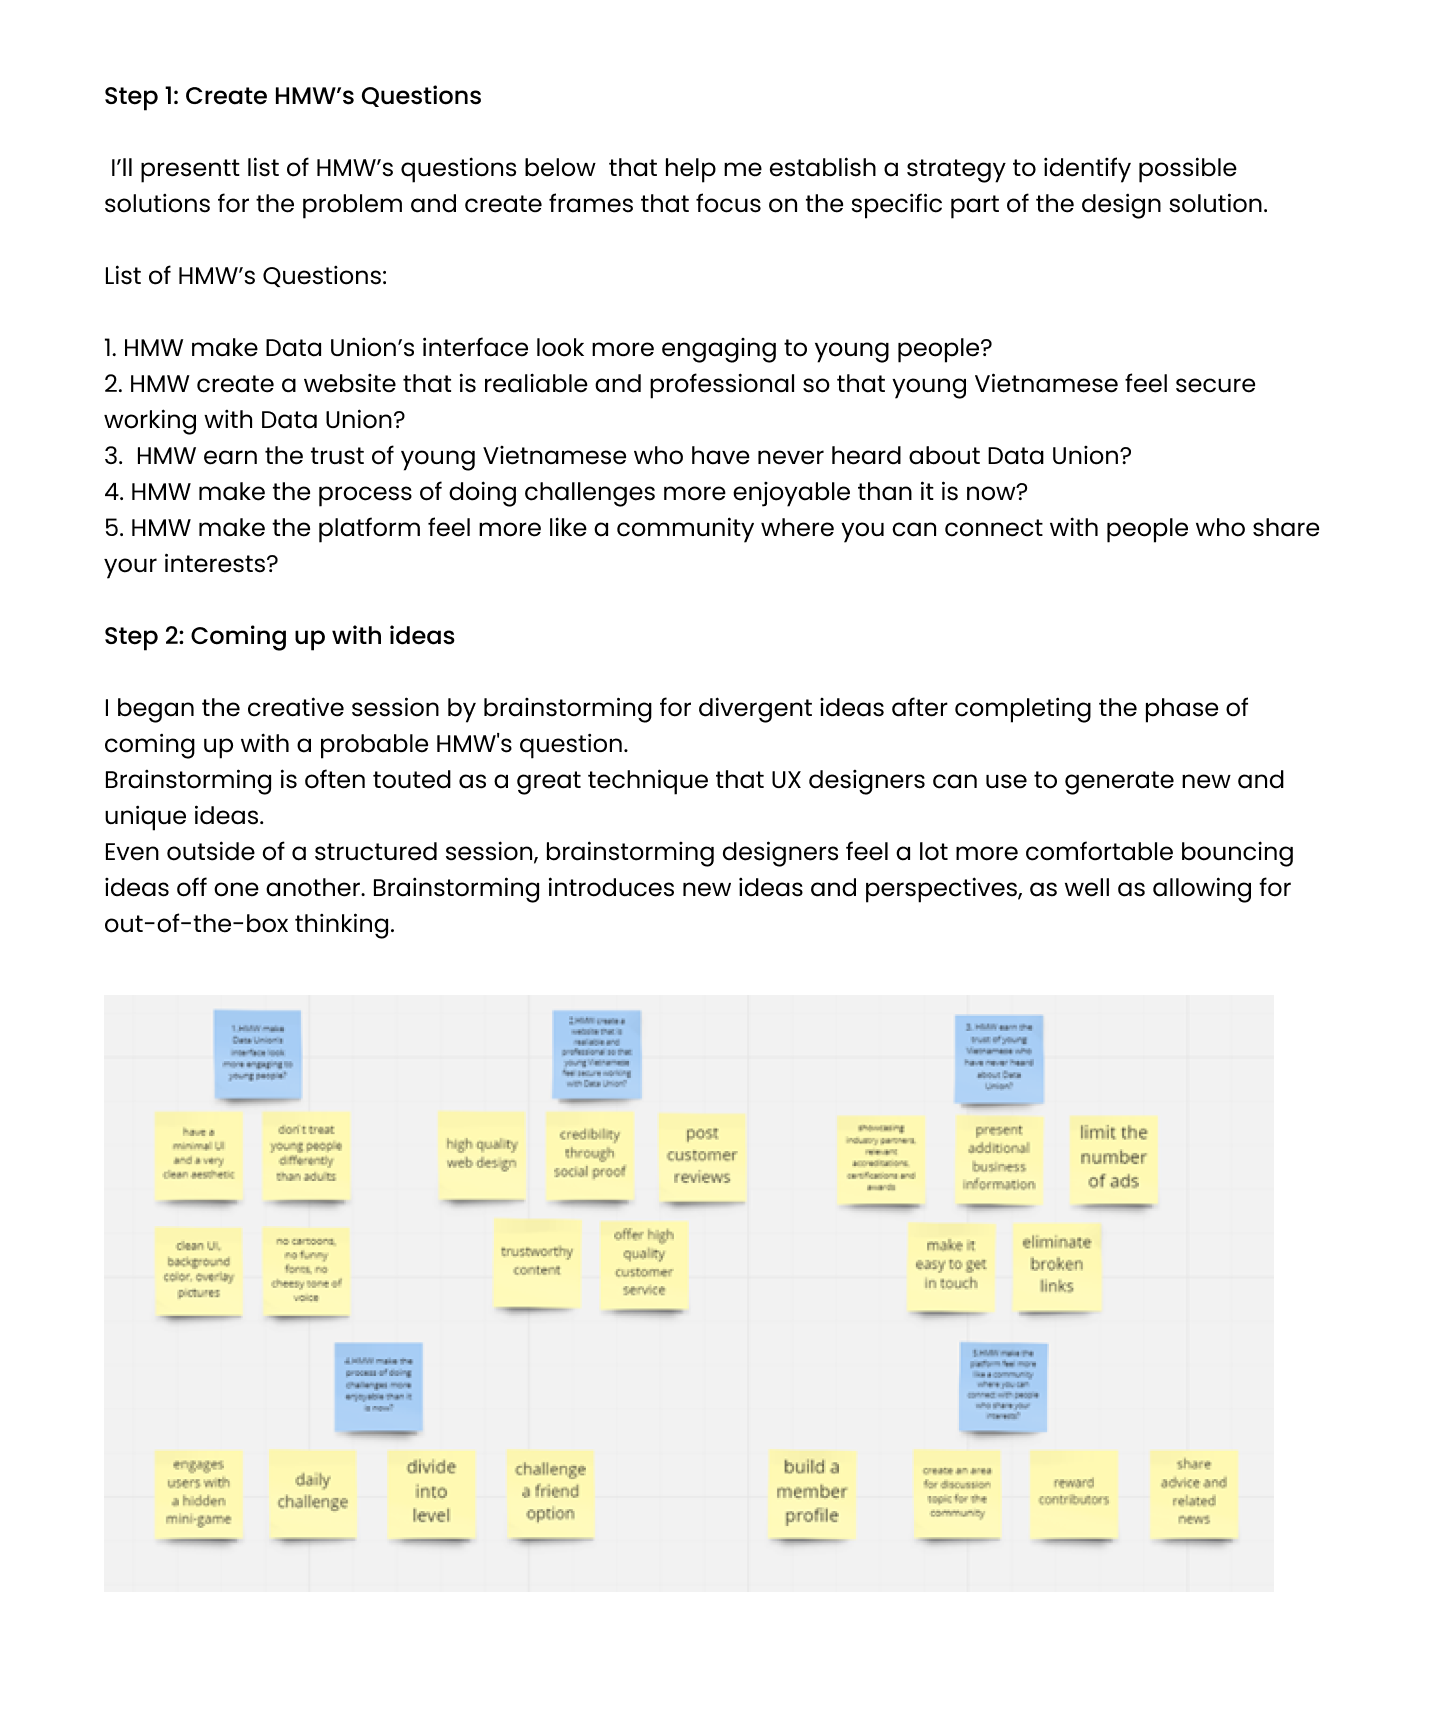 Step 1: Create HMW’s Questions
I’ll presentt list of HMW’s questions below  that help me establish a strategy to identify possible
solutions for the problem and create frames that focus on the specific part of the design solution.
List of HMW’s Questions:
1. HMW make Data Union’s interface look more engaging to young people?
2. HMW create a website that is realiable and professional so that young Vietnamese feel secure
working with Data Union?
3.  HMW earn the trust of young Vietnamese who have never heard about Data Union?
4. HMW make the process of doing challenges more enjoyable than it is now?
5. HMW make the platform feel more like a community where you can connect with people who share
your interests?
Step 2: Coming up with ideas
I began the creative session by brainstorming for divergent ideas after completing the phase of
coming up with a probable HMW's question.
Brainstorming is often touted as a great technique that UX designers can use to generate new and
unique ideas.
Even outside of a structured session, brainstorming designers feel a lot more comfortable bouncing
ideas off one another. Brainstorming introduces new ideas and perspectives, as well as allowing for
out-of-the-box thinking.
1.HMW make
Data Union's
interface look
more engaging to
young people?
have a
minimal UI
and a very
clean aesthetic
don't treat
young people
differently
than adults
clean UI,
background
color, overlay
pictures
no cartoons,
no funny
fonts, no
cheesy tone of
voice
2.HMW create a
website that is
realiable and
professional so that
young Vietnamese
feel secure working
with Data Union?
high quality
web design
credibility
through
social proof
post
customer
reviews
trustworthy
content
offer high
quality
customer
service
3. HMW earn the
trust of young
Vietnamese who
have never heard
about Data
Union?
showcasing
industry partners,
relevant
accreditations,
certifications and
awards
present
additional
business
information
limit the
number
of ads
make it
easy to get
in touch
eliminate
broken
links
4.HMW make the
process of doing
challenges more
enjoyable than it
is now?
engages
users with
a hidden
mini-game
daily
challenge
divide
into
level
challenge
a friend
option
5.HMW make the
platform feel more
like a community
where you can
connect with people
who share your
interests?
build a
member
profile
create an area
for discussion
topic for the
community
reward
contributors
share
advice and
related
news